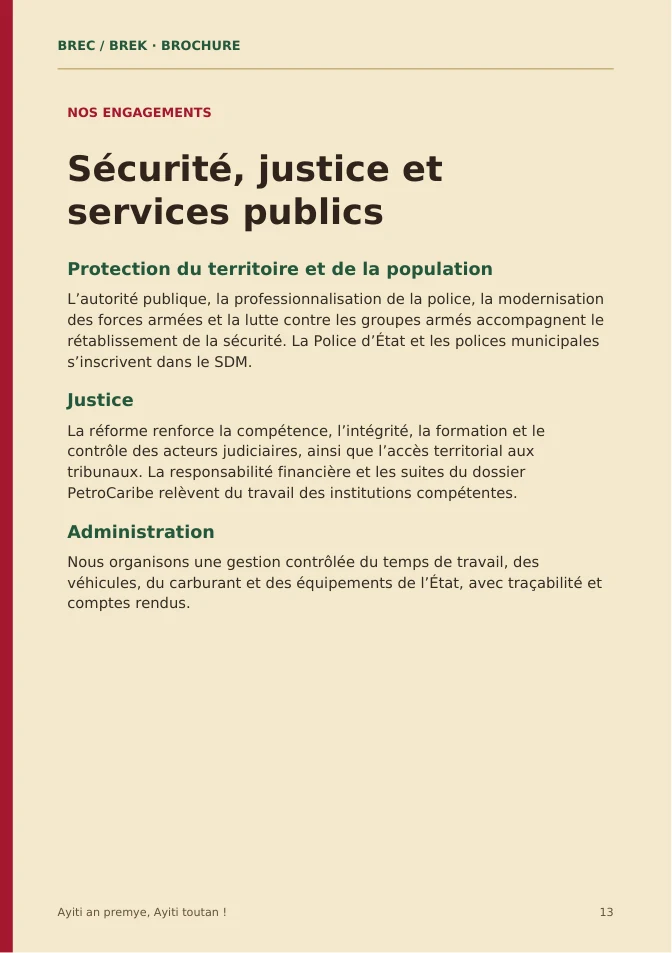 BREC / BREK · BROCHURE
NOS ENGAGEMENTS
Sécurité, justice et
services publics
Protection du territoire et de la population
L’autorité publique, la professionnalisation de la police, la modernisation
des forces armées et la lutte contre les groupes armés accompagnent le
rétablissement de la sécurité. La Police d’État et les polices municipales
s’inscrivent dans le SDM.
Justice
La réforme renforce la compétence, l’intégrité, la formation et le
contrôle des acteurs judiciaires, ainsi que l’accès territorial aux
tribunaux. La responsabilité financière et les suites du dossier
PetroCaribe relèvent du travail des institutions compétentes.
Administration
Nous organisons une gestion contrôlée du temps de travail, des
véhicules, du carburant et des équipements de l’État, avec traçabilité et
comptes rendus.
Ayiti an premye, Ayiti toutan !
13